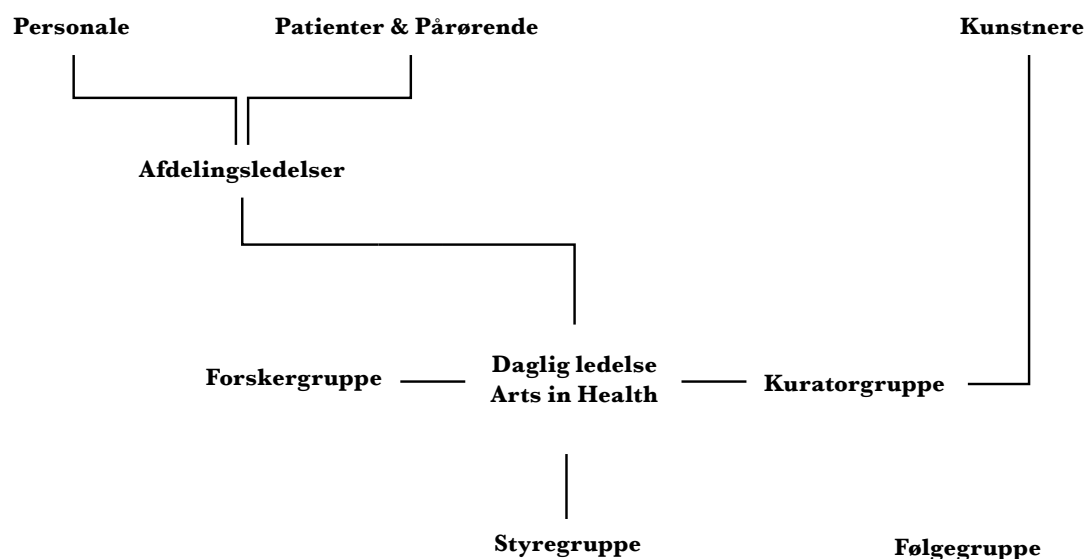 Personale
Patienter & Pårørende
Kunstnere
Afdelingsledelser
Forskergruppe
Daglig ledelse
Arts in Health
Kuratorgruppe
Styregruppe
Følgegruppe